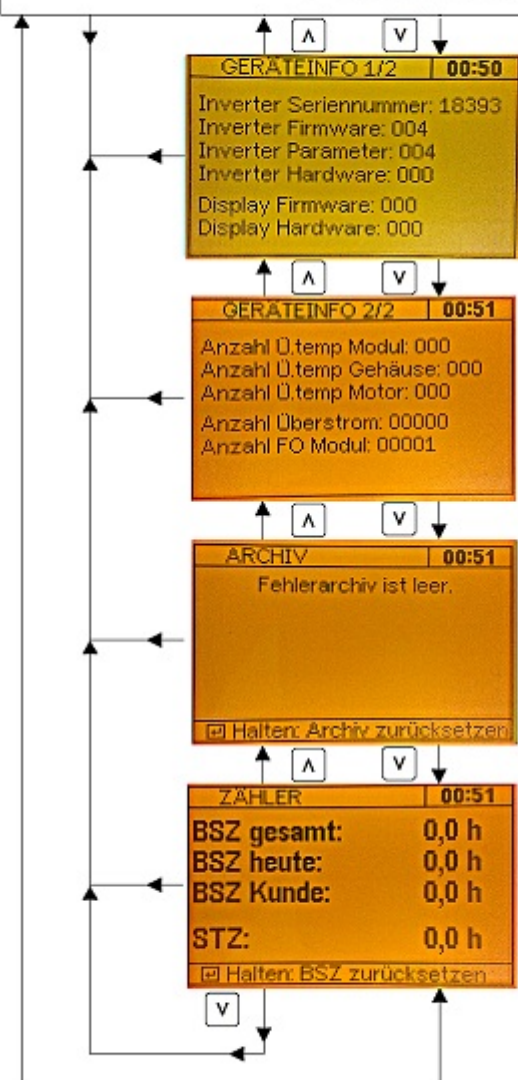 ∧ ∨
GERÄTEINFO 1/2 00:50
Inverter Seriennummer: 18393
Inverter Firmware: 004
Inverter Parameter: 004
Inverter Hardware: 000
Display Firmware: 000
Display Hardware: 000
∧ ∨
GERÄTEINFO 2/2 00:51
Anzahl Ü.temp Modul: 000
Anzahl Ü.temp Gehäuse: 000
Anzahl Ü.temp Motor: 000
Anzahl Überstrom: 00000
Anzahl FO Modul: 00001
∧ ∨
ARCHIV 00:51
Fehlerarchiv ist leer.
↵ Halten: Archiv zurücksetzen
∧ ∨
ZÄHLER 00:51
BSZ gesamt: 0,0 h
BSZ heute: 0,0 h
BSZ Kunde: 0,0 h
STZ: 0,0 h
↵ Halten: BSZ zurücksetzen
∨